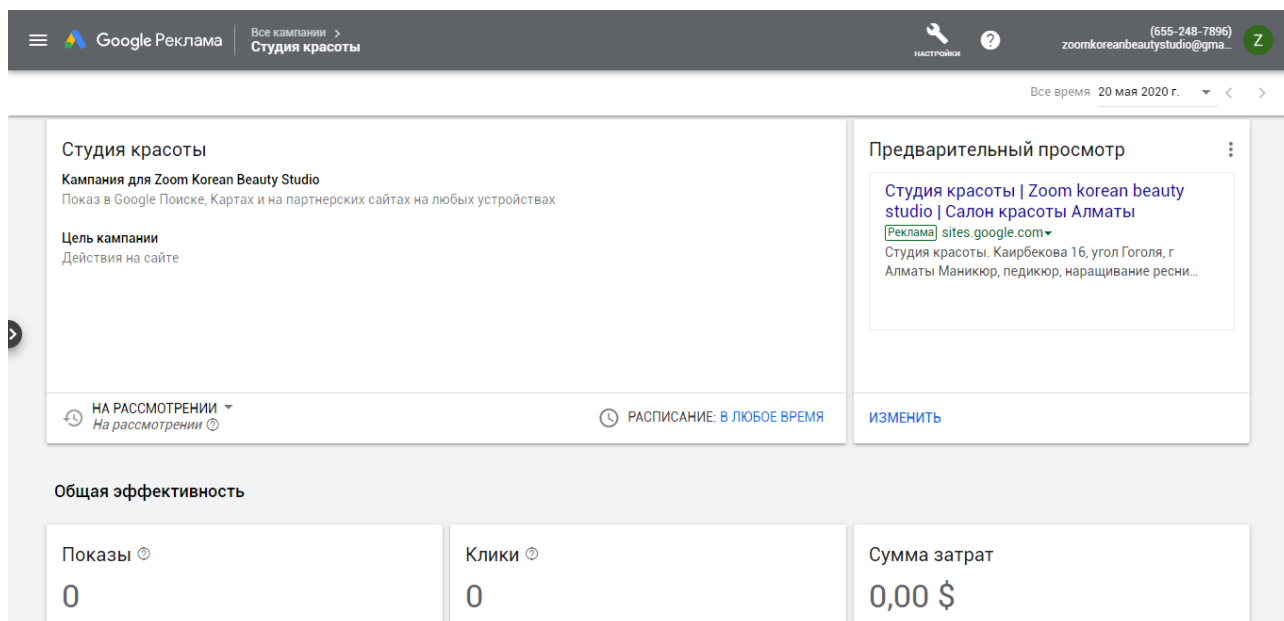 Google Реклама
Все кампании >
Студия красоты
НАСТРОЙКИ
?
(655-248-7896)
zoomkoreanbeautystudio@gma...
Z
Все время 20 мая 2020 г.
Студия красоты
Кампания для Zoom Korean Beauty Studio
Показ в Google Поиске, Картах и на партнерских сайтах на любых устройствах
Цель кампании
Действия на сайте
НА РАССМОТРЕНИИ
На рассмотрении
РАСПИСАНИЕ: В ЛЮБОЕ ВРЕМЯ
Предварительный просмотр
Студия красоты | Zoom korean beauty
studio | Салон красоты Алматы
Реклама sites.google.com
Студия красоты. Каирбекова 16, угол Гоголя, г
Алматы Маникюр, педикюр, наращивание ресни...
ИЗМЕНИТЬ
Общая эффективность
Показы
0
Клики
0
Сумма затрат
0,00 $